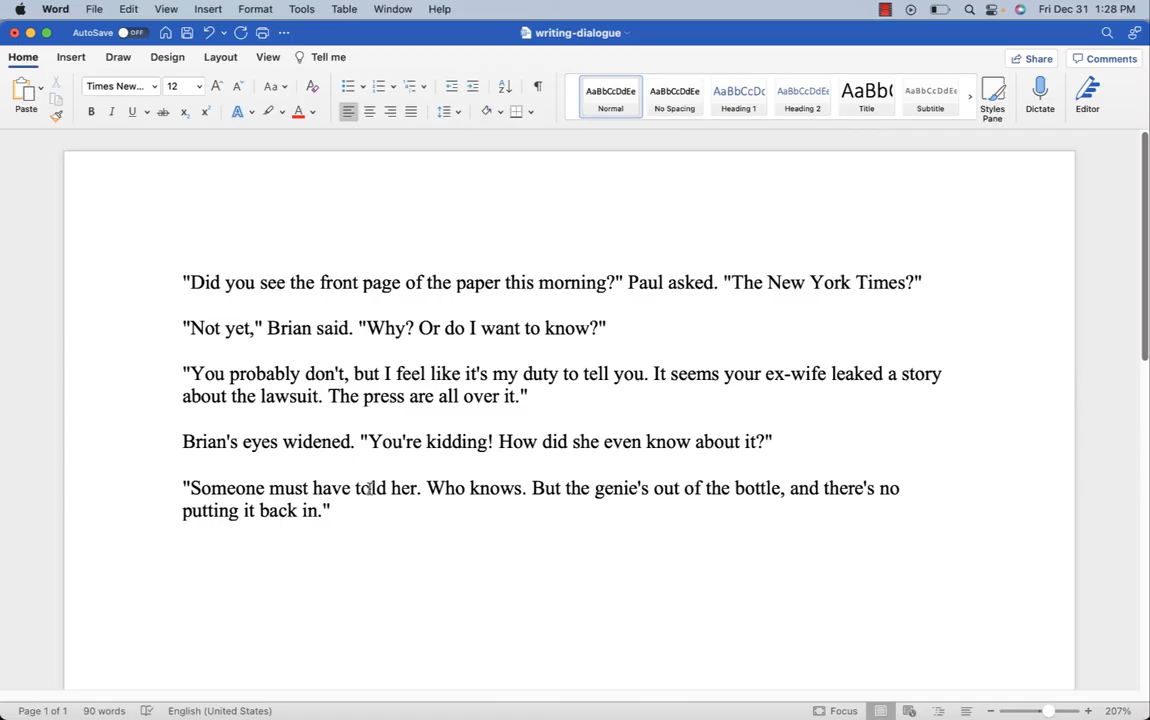 Word File Edit View Insert Format Tools Table Window Help Fri Dec 31 1:28 PM
AutoSave OFF writing-dialogue
Home Insert Draw Design Layout View Tell me Share Comments
Paste Times New... 12 Aa AaBbCcDdEe Normal AaBbCcDdEe No Spacing AaBbCcDc Heading 1 AaBbCcDdEe Heading 2 AaBb( Title AaBbCcDdEe Subtitle Styles Pane Dictate Editor
B I U ab x x A A
"Did you see the front page of the paper this morning?" Paul asked. "The New York Times?"
"Not yet," Brian said. "Why? Or do I want to know?"
"You probably don't, but I feel like it's my duty to tell you. It seems your ex-wife leaked a story
about the lawsuit. The press are all over it."
Brian's eyes widened. "You're kidding! How did she even know about it?"
"Someone must have told her. Who knows. But the genie's out of the bottle, and there's no
putting it back in."
Page 1 of 1 90 words English (United States) Focus 207%